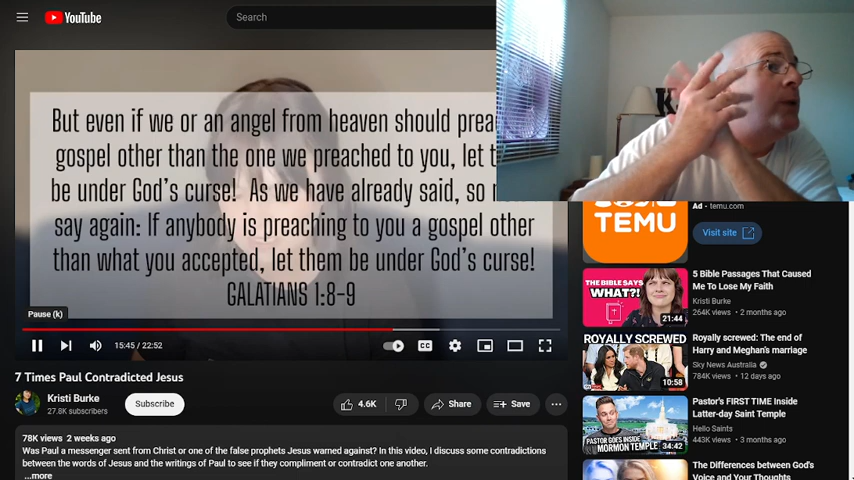 YouTube
Search
But even if we or an angel from heaven should
gospel other than the one we preached to you, let
be under God's curse! As we have already said, so
say again: If anybody is preaching to you a gospel other
than what you accepted, let them be under God's curse!
GALATIANS 1:8-9
K
Pause (k)
15:45 / 22:52
CC
7 Times Paul Contradicted Jesus
Kristi Burke
27.8K subscribers
Subscribe
4.6K
Share
Save
78K views 2 weeks ago
Was Paul a messenger sent from Christ or one of the false prophets Jesus warned against? In this video, I discuss some contradictions
between the words of Jesus and the writings of Paul to see if they compliment or contradict one another.
...more
TEMU
Ad · temu.com
Visit site
THE BIBLE SAYS
WHAT?!
21:44
5 Bible Passages That Caused
Me To Lose My Faith
Kristi Burke
264K views · 2 months ago
ROYALLY SCREWED
10:58
Royally screwed: The end of
Harry and Meghan's marriage
Sky News Australia
784K views · 12 days ago
PASTOR GOES INSIDE
MORMON TEMPLE
34:42
Pastor's FIRST TIME Inside
Latter-day Saint Temple
Hello Saints
443K views · 3 months ago
The Differences between God's
Voice and Your Thoughts